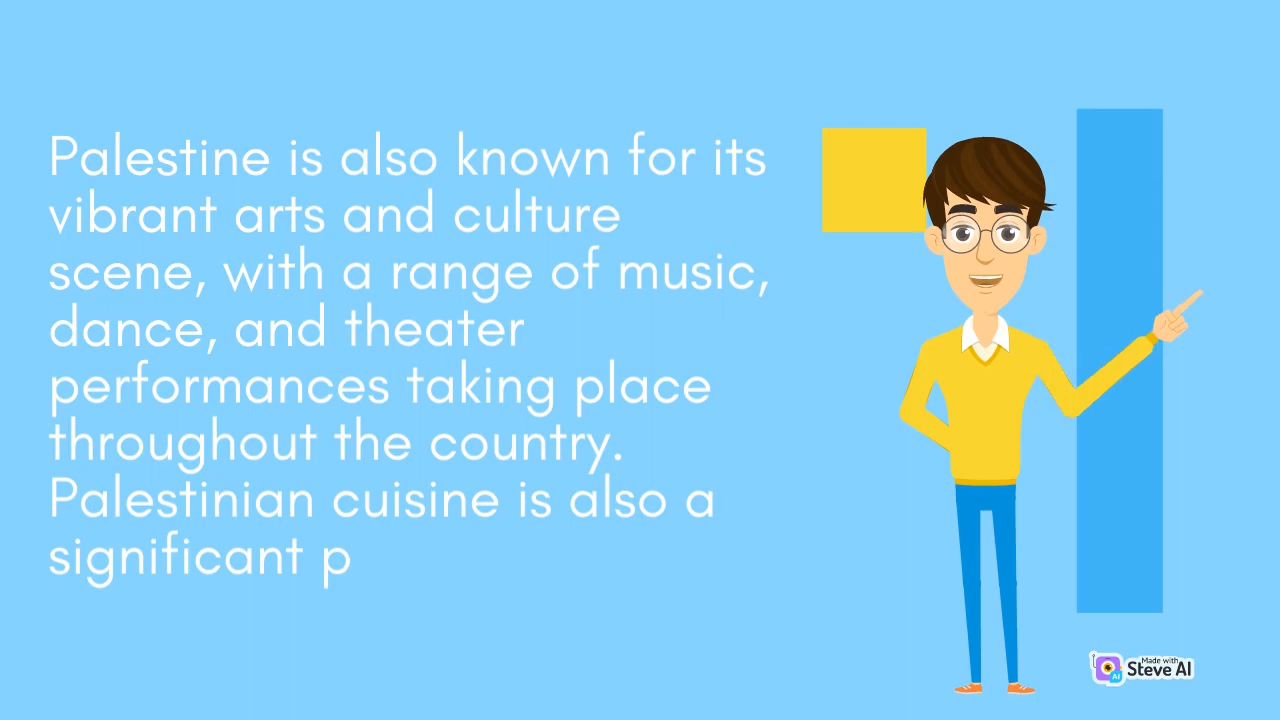 Palestine is also known for its
vibrant arts and culture
scene, with a range of music,
dance, and theater
performances taking place
throughout the country.
Palestinian cuisine is also a
significant p
Made with
Steve AI
AI